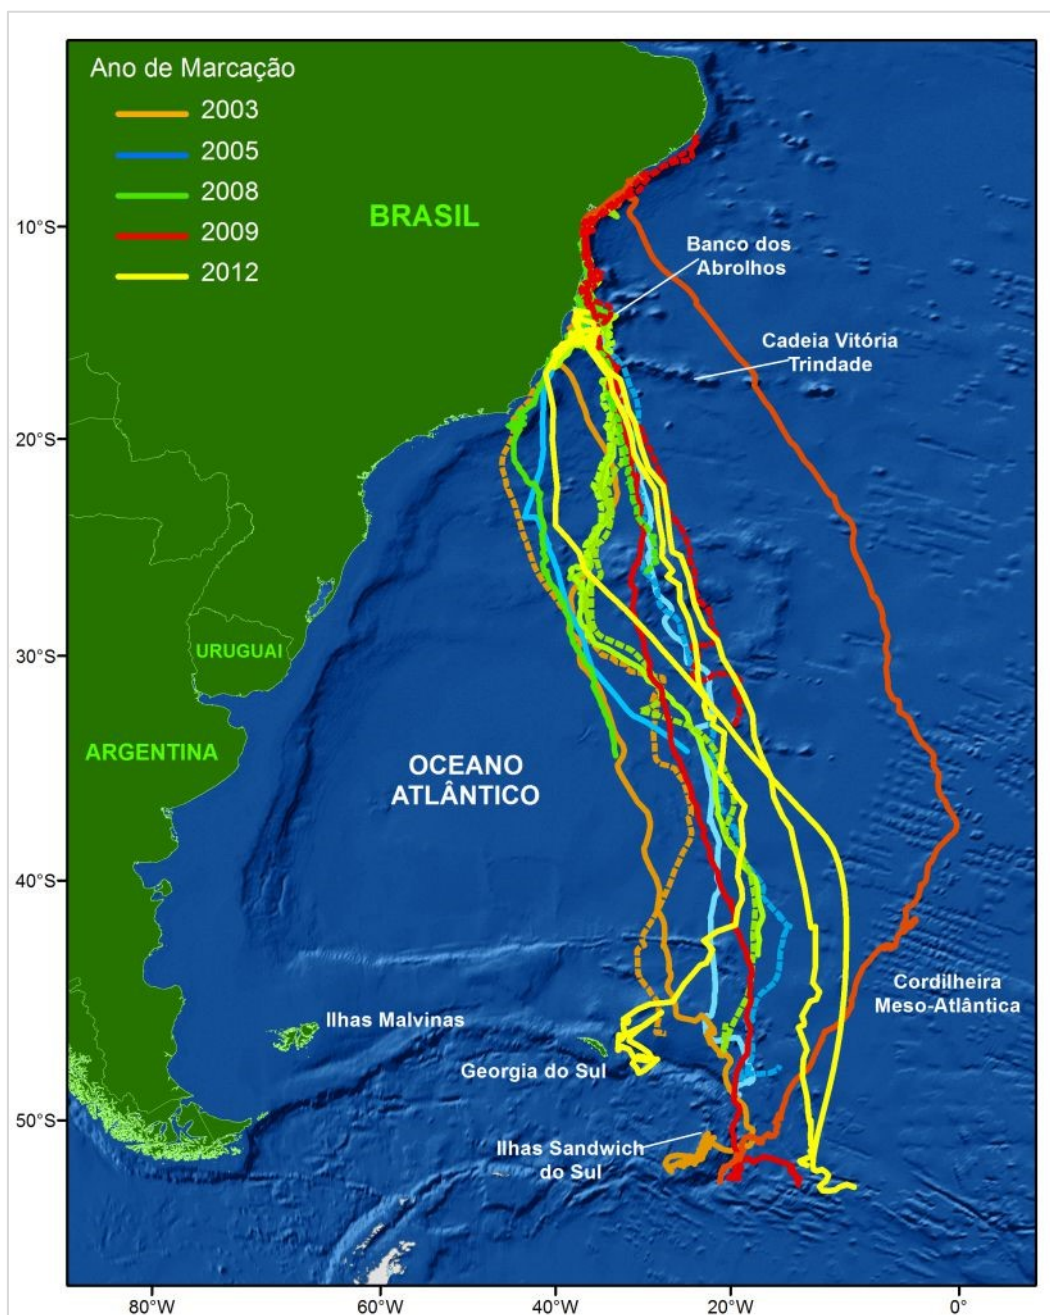 Ano de Marcação
2003
2005
2008
2009
2012
BRASIL
10°S
Banco dos
Abrolhos
Cadeia Vitória
Trindade
20°S
30°S
URUGUAI
ARGENTINA
OCEANO
ATLÂNTICO
40°S
Cordilheira
Meso-Atlântica
Ilhas Malvinas
Georgia do Sul
50°S
Ilhas Sandwich
do Sul
80°W
60°W
40°W
20°W
0°